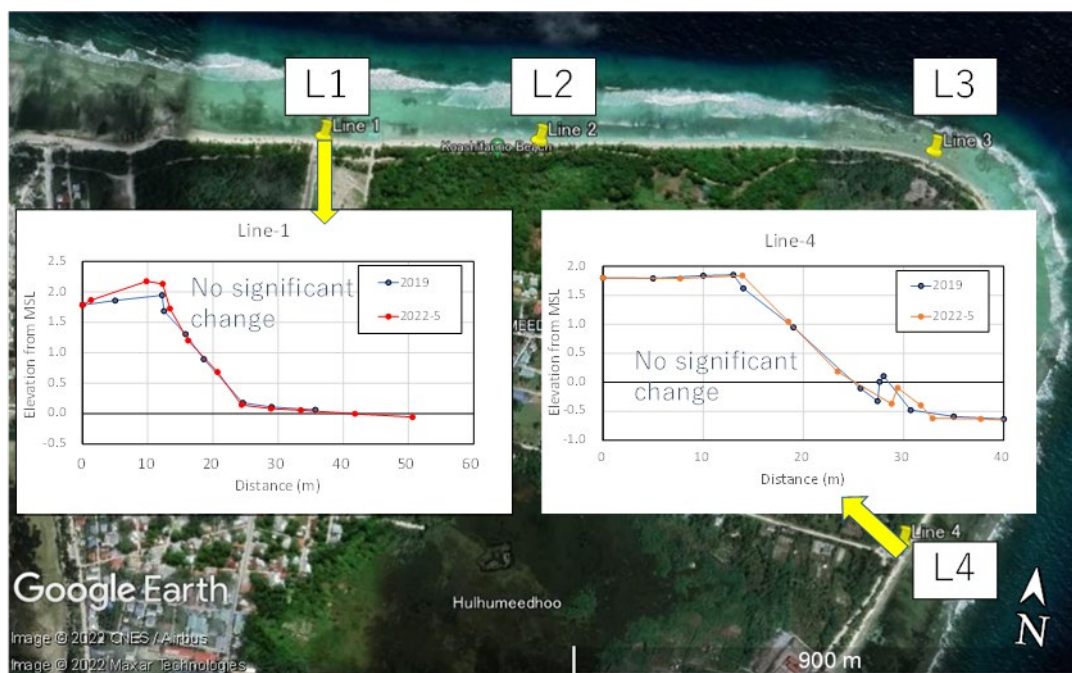 L1
L2
L3
Line 1
Line 2
Line 3
Line-1
Elevation from MSL
2.5
2.0
1.5
1.0
0.5
0.0
-0.5
0
10
20
30
40
50
60
Distance (m)
No significant
change
2019
2022-5
Line-4
Elevation from MSL
2.0
1.5
1.0
0.5
0.0
-0.5
-1.0
0
10
20
30
40
Distance (m)
No significant
change
2019
2022-5
Line 4
L4
Hulhumeedhoo
Google Earth
Image © 2022 CNES / Airbus
Image © 2022 Maxar Technologies
900 m
N